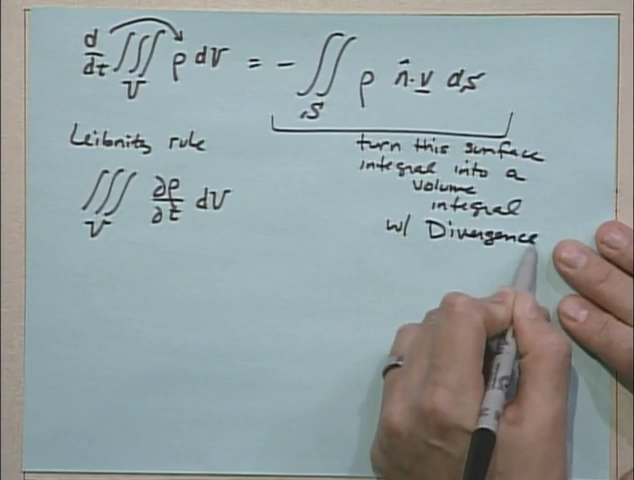 d/dt ∭_V ρ dV = - ∬_S ρ n̂·v dS
Leibnitz rule
∭_V ∂ρ/∂t dV
turn this surface
integral into a
volume
integral
w/ Divergence